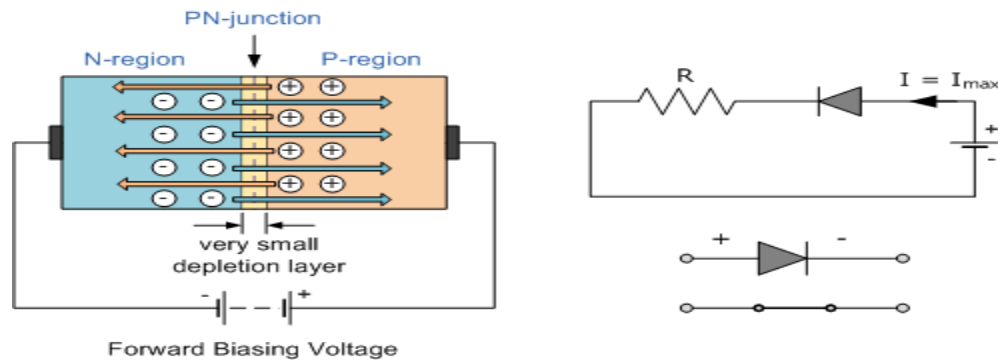 PN-junction
N-region
P-region
very small
depletion layer
- +
Forward Biasing Voltage
R
I = Imax
+
-
+ -